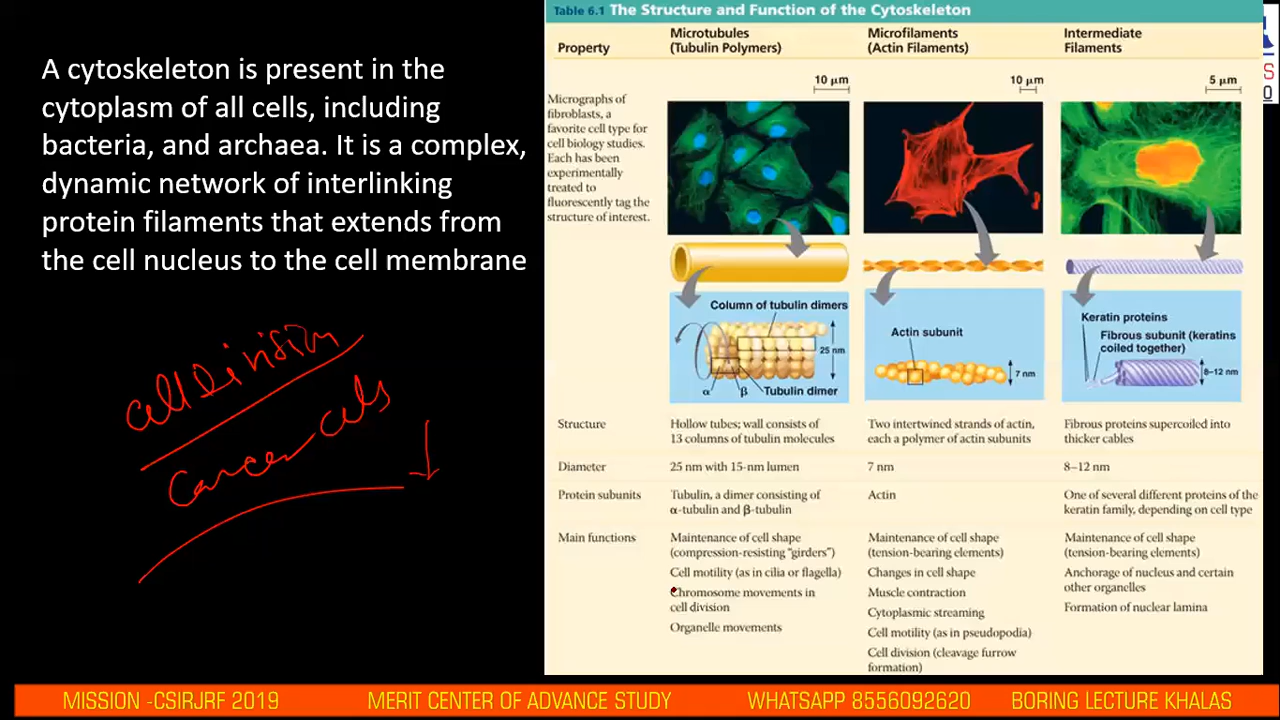 A cytoskeleton is present in the
cytoplasm of all cells, including
bacteria, and archaea. It is a complex,
dynamic network of interlinking
protein filaments that extends from
the cell nucleus to the cell membrane
cell Division
Cancer cells
Table 6.1 The Structure and Function of the Cytoskeleton
Property
Microtubules
(Tubulin Polymers)
Microfilaments
(Actin Filaments)
Intermediate
Filaments
10 μm
10 μm
5 μm
Micrographs of
fibroblasts, a
favorite cell type for
cell biology studies.
Each has been
experimentally
treated to
fluorescently tag the
structure of interest.
Column of tubulin dimers
25 nm
α
β
Tubulin dimer
Actin subunit
7 nm
Keratin proteins
Fibrous subunit (keratins
coiled together)
8–12 nm
Structure
Hollow tubes; wall consists of
13 columns of tubulin molecules
Two intertwined strands of actin,
each a polymer of actin subunits
Fibrous proteins supercoiled into
thicker cables
Diameter
25 nm with 15-nm lumen
7 nm
8–12 nm
Protein subunits
Tubulin, a dimer consisting of
α-tubulin and β-tubulin
Actin
One of several different proteins of the
keratin family, depending on cell type
Main functions
Maintenance of cell shape
(compression-resisting “girders”)
Cell motility (as in cilia or flagella)
Chromosome movements in
cell division
Organelle movements
Maintenance of cell shape
(tension-bearing elements)
Changes in cell shape
Muscle contraction
Cytoplasmic streaming
Cell motility (as in pseudopodia)
Cell division (cleavage furrow
formation)
Maintenance of cell shape
(tension-bearing elements)
Anchorage of nucleus and certain
other organelles
Formation of nuclear lamina
MISSION -CSIRJRF 2019 MERIT CENTER OF ADVANCE STUDY WHATSAPP 8556092620 BORING LECTURE KHALAS